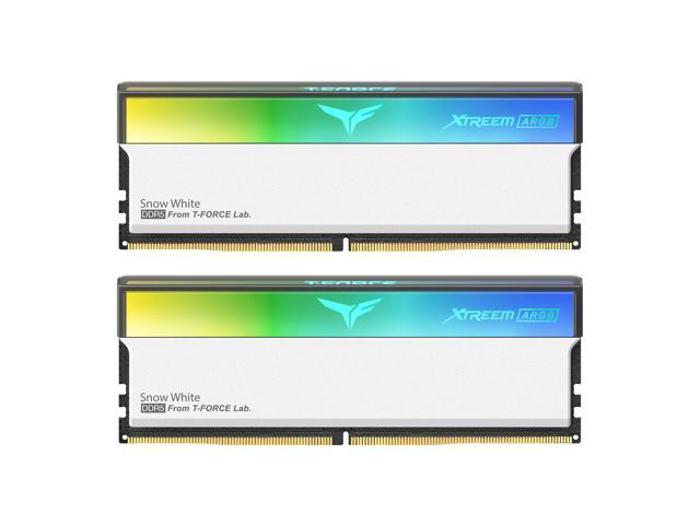 T-FORCE
XTREEM ARGB
Snow White
DDR5 From T-FORCE Lab.
T-FORCE
XTREEM ARGB
Snow White
DDR5 From T-FORCE Lab.